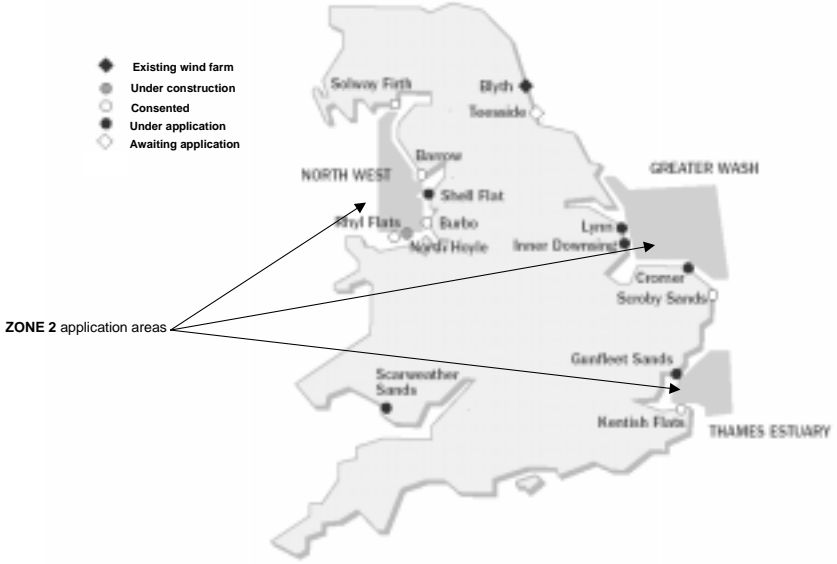 Existing wind farm
Under construction
Consented
Under application
Awaiting application
Solway Firth
Blyth
Teesside
Barrow
NORTH WEST
GREATER WASH
Shell Flat
Rhyl Flats
Burbo
Lynn
North Hoyle
Inner Dowsing
Cromer
Scroby Sands
ZONE 2 application areas
Gunfleet Sands
Scarweather
Sands
Kentish Flats
THAMES ESTUARY